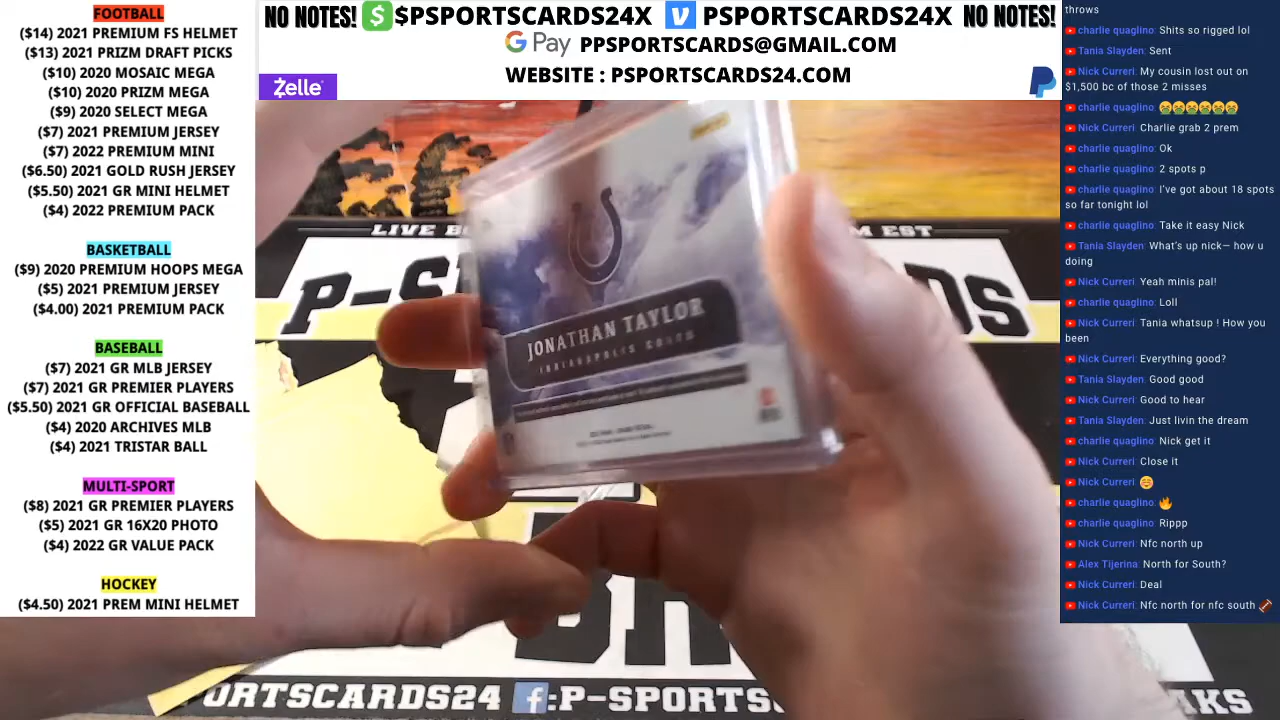 FOOTBALL
($14) 2021 PREMIUM FS HELMET
($13) 2021 PRIZM DRAFT PICKS
($10) 2020 MOSAIC MEGA
($10) 2020 PRIZM MEGA
($9) 2020 SELECT MEGA
($7) 2021 PREMIUM JERSEY
($7) 2022 PREMIUM MINI
($6.50) 2021 GOLD RUSH JERSEY
($5.50) 2021 GR MINI HELMET
($4) 2022 PREMIUM PACK
BASKETBALL
($9) 2020 PREMIUM HOOPS MEGA
($5) 2021 PREMIUM JERSEY
($4.00) 2021 PREMIUM PACK
BASEBALL
($7) 2021 GR MLB JERSEY
($7) 2021 GR PREMIER PLAYERS
($5.50) 2021 GR OFFICIAL BASEBALL
($4) 2020 ARCHIVES MLB
($4) 2021 TRISTAR BALL
MULTI-SPORT
($8) 2021 GR PREMIER PLAYERS
($5) 2021 GR 16X20 PHOTO
($4) 2022 GR VALUE PACK
HOCKEY
($4.50) 2021 PREM MINI HELMET
NO NOTES! $ $PSPORTSCARDS24X V PSPORTSCARDS24X NO NOTES!
G Pay PPSPORTSCARDS@GMAIL.COM
WEBSITE : PSPORTSCARDS24.COM
Zelle
LIVE
EST
P-S
DS
JONATHAN TAYLOR
INDIANAPOLIS COLTS
ORTSCARDS24 f:P-SPORTS
AKS
throws
charlie quaglino Shits so rigged lol
Tania Slayden: Sent
Nick Curreri: My cousin lost out on
$1,500 bc of those 2 misses
charlie quaglino 😭😭😭😭😭😭
Nick Curreri: Charlie grab 2 prem
charlie quaglino: Ok
charlie quaglino: 2 spots p
charlie quaglino: I've got about 18 spots
so far tonight lol
charlie quaglino: Take it easy Nick
Tania Slayden: What's up nick— how u
doing
Nick Curreri: Yeah minis pal!
charlie quaglino: Loll
Nick Curreri: Tania whatsup ! How you
been
Nick Curreri: Everything good?
Tania Slayden: Good good
Nick Curreri: Good to hear
Tania Slayden: Just livin the dream
charlie quaglino: Nick get it
Nick Curreri: Close it
Nick Curreri: ☺️
charlie quaglino: 🔥
charlie quaglino: Rippp
Nick Curreri: Nfc north up
Alex Tijerina: North for South?
Nick Curreri: Deal
Nick Curreri: Nfc north for nfc south 🏈